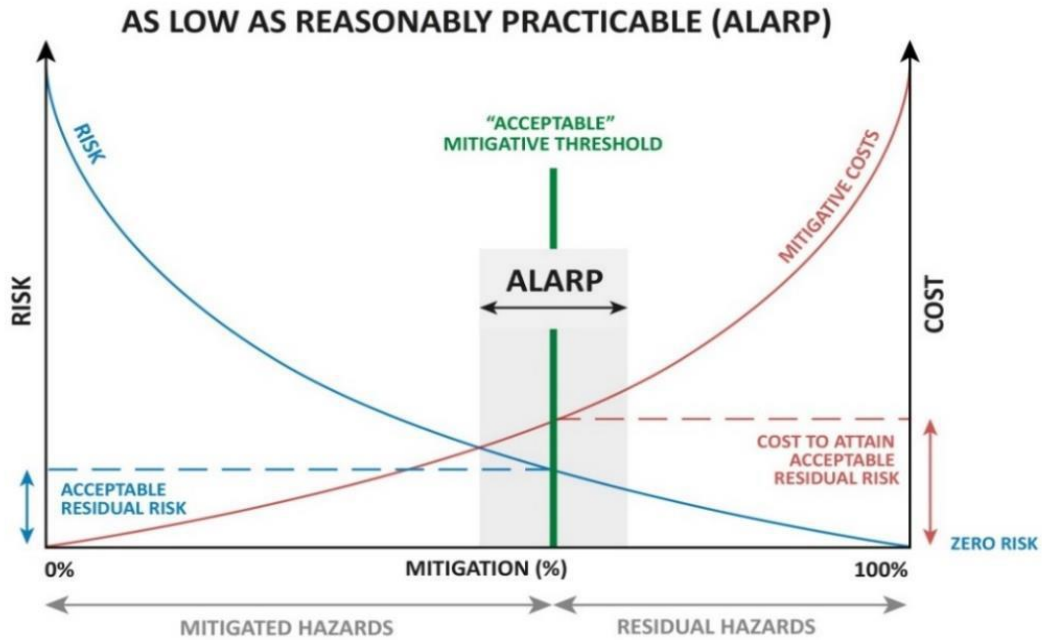 AS LOW AS REASONABLY PRACTICABLE (ALARP)
RISK
"ACCEPTABLE"
MITIGATIVE THRESHOLD
MITIGATIVE COSTS
ALARP
RISK
COST
ACCEPTABLE
RESIDUAL RISK
COST TO ATTAIN
ACCEPTABLE
RESIDUAL RISK
ZERO RISK
0%
MITIGATION (%)
100%
MITIGATED HAZARDS
RESIDUAL HAZARDS